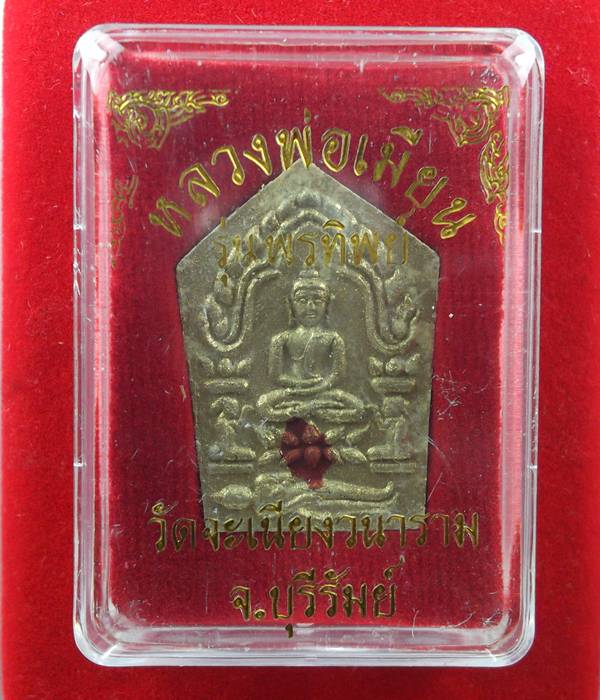 หลวงพ่อเมียน
รุ่นพรทิพย์
วัดจะเนียงวนาราม
จ.บุรีรัมย์